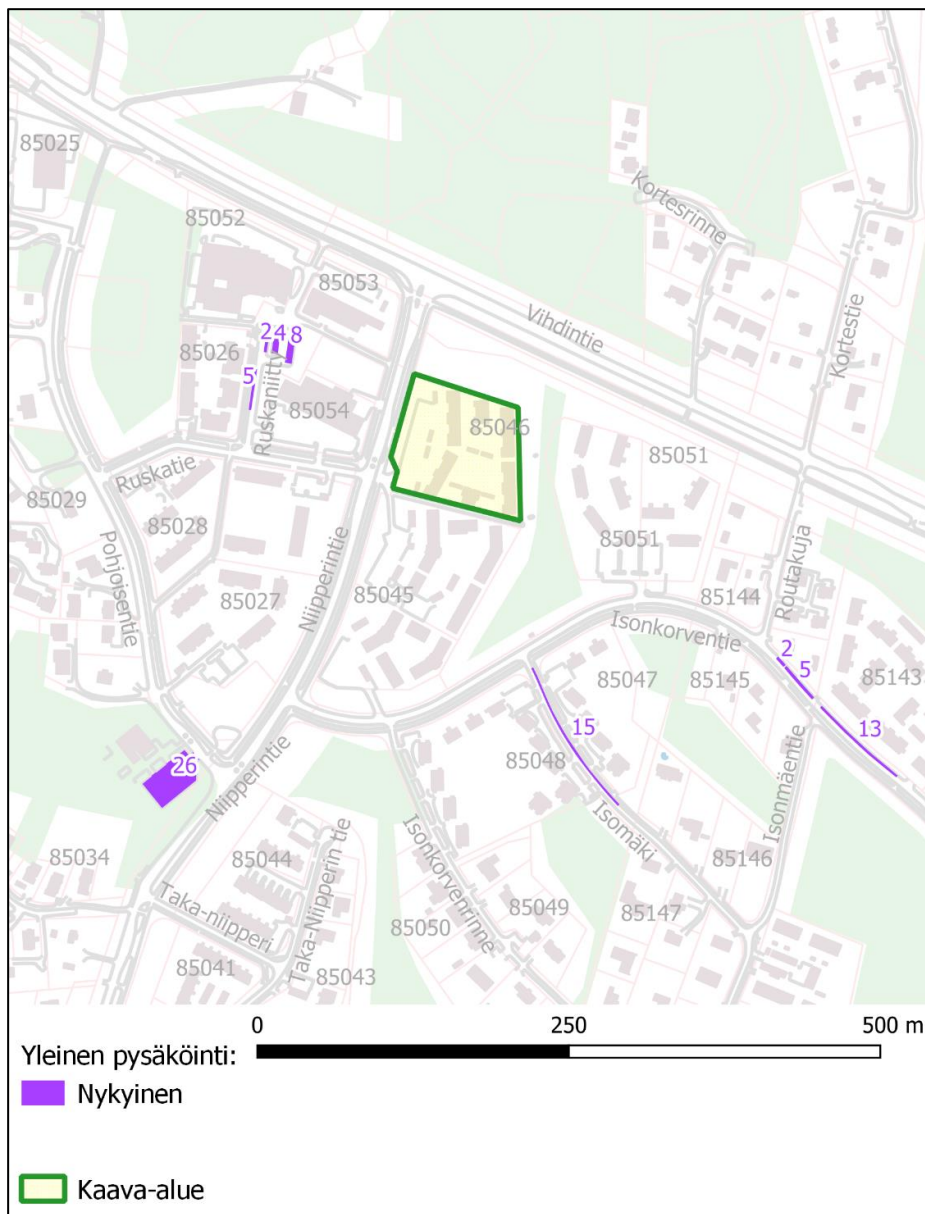 85025
85052
Kortesrinne
85053
Vihdintie
Kortestie
2 4 8
85026
5
Ruskaniitty
85054
85046
85051
Ruskatie
85029
85028
85051
Pohjoisentie
Niipperintie
85027
85045
Routakuja
85144
Isonkorventie
2
5
85047
85145
85143
13
15
85048
26
Niipperintie
Isomäki
Isonmäentie
85034
85044
Taka-Niipperin tie
Isonkorvenrinne
85146
Taka-niipperi
85049
85147
85050
85041
85043
0 250 500 m
Yleinen pysäköinti:
Nykyinen
Kaava-alue